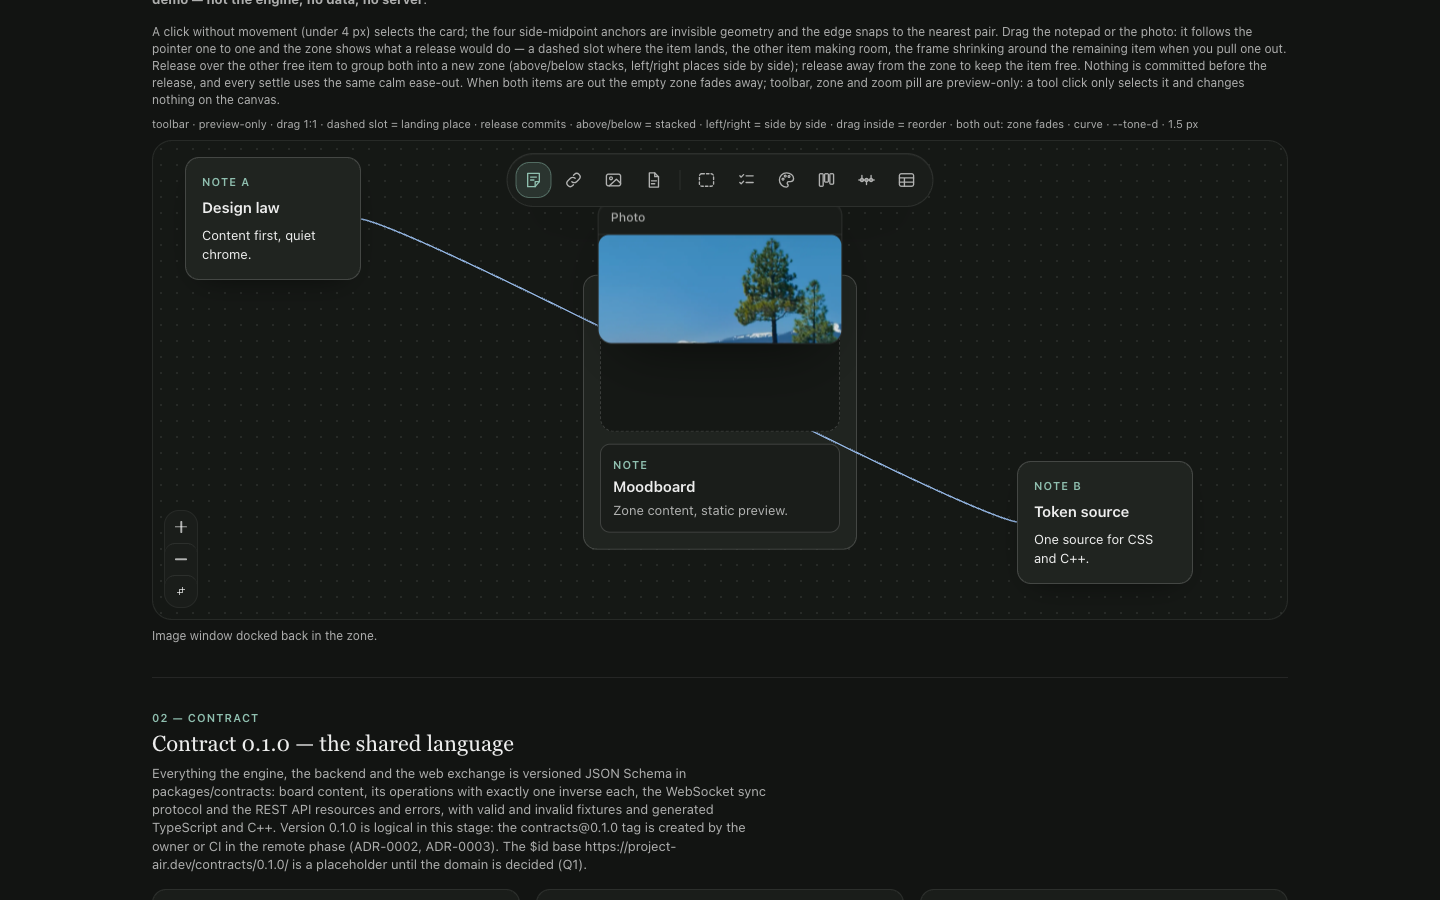 demo — not the engine, no data, no server.
A click without movement (under 4 px) selects the card; the four side-midpoint anchors are invisible geometry and the edge snaps to the nearest pair. Drag the notepad or the photo: it follows the
pointer one to one and the zone shows what a release would do — a dashed slot where the item lands, the other item making room, the frame shrinking around the remaining item when you pull one out.
Release over the other free item to group both into a new zone (above/below stacks, left/right places side by side); release away from the zone to keep the item free. Nothing is committed before the
release, and every settle uses the same calm ease-out. When both items are out the empty zone fades away; toolbar, zone and zoom pill are preview-only: a tool click only selects it and changes
nothing on the canvas.
toolbar · preview-only · drag 1:1 · dashed slot = landing place · release commits · above/below = stacked · left/right = side by side · drag inside = reorder · both out: zone fades · curve · --tone-d · 1.5 px
NOTE A
Design law
Content first, quiet
chrome.
Photo
NOTE
Moodboard
Zone content, static preview.
NOTE B
Token source
One source for CSS
and C++.
Image window docked back in the zone.
02 — CONTRACT
Contract 0.1.0 — the shared language
Everything the engine, the backend and the web exchange is versioned JSON Schema in
packages/contracts: board content, its operations with exactly one inverse each, the WebSocket sync
protocol and the REST API resources and errors, with valid and invalid fixtures and generated
TypeScript and C++. Version 0.1.0 is logical in this stage: the contracts@0.1.0 tag is created by the
owner or CI in the remote phase (ADR-0002, ADR-0003). The $id base https://project-
air.dev/contracts/0.1.0/ is a placeholder until the domain is decided (Q1).